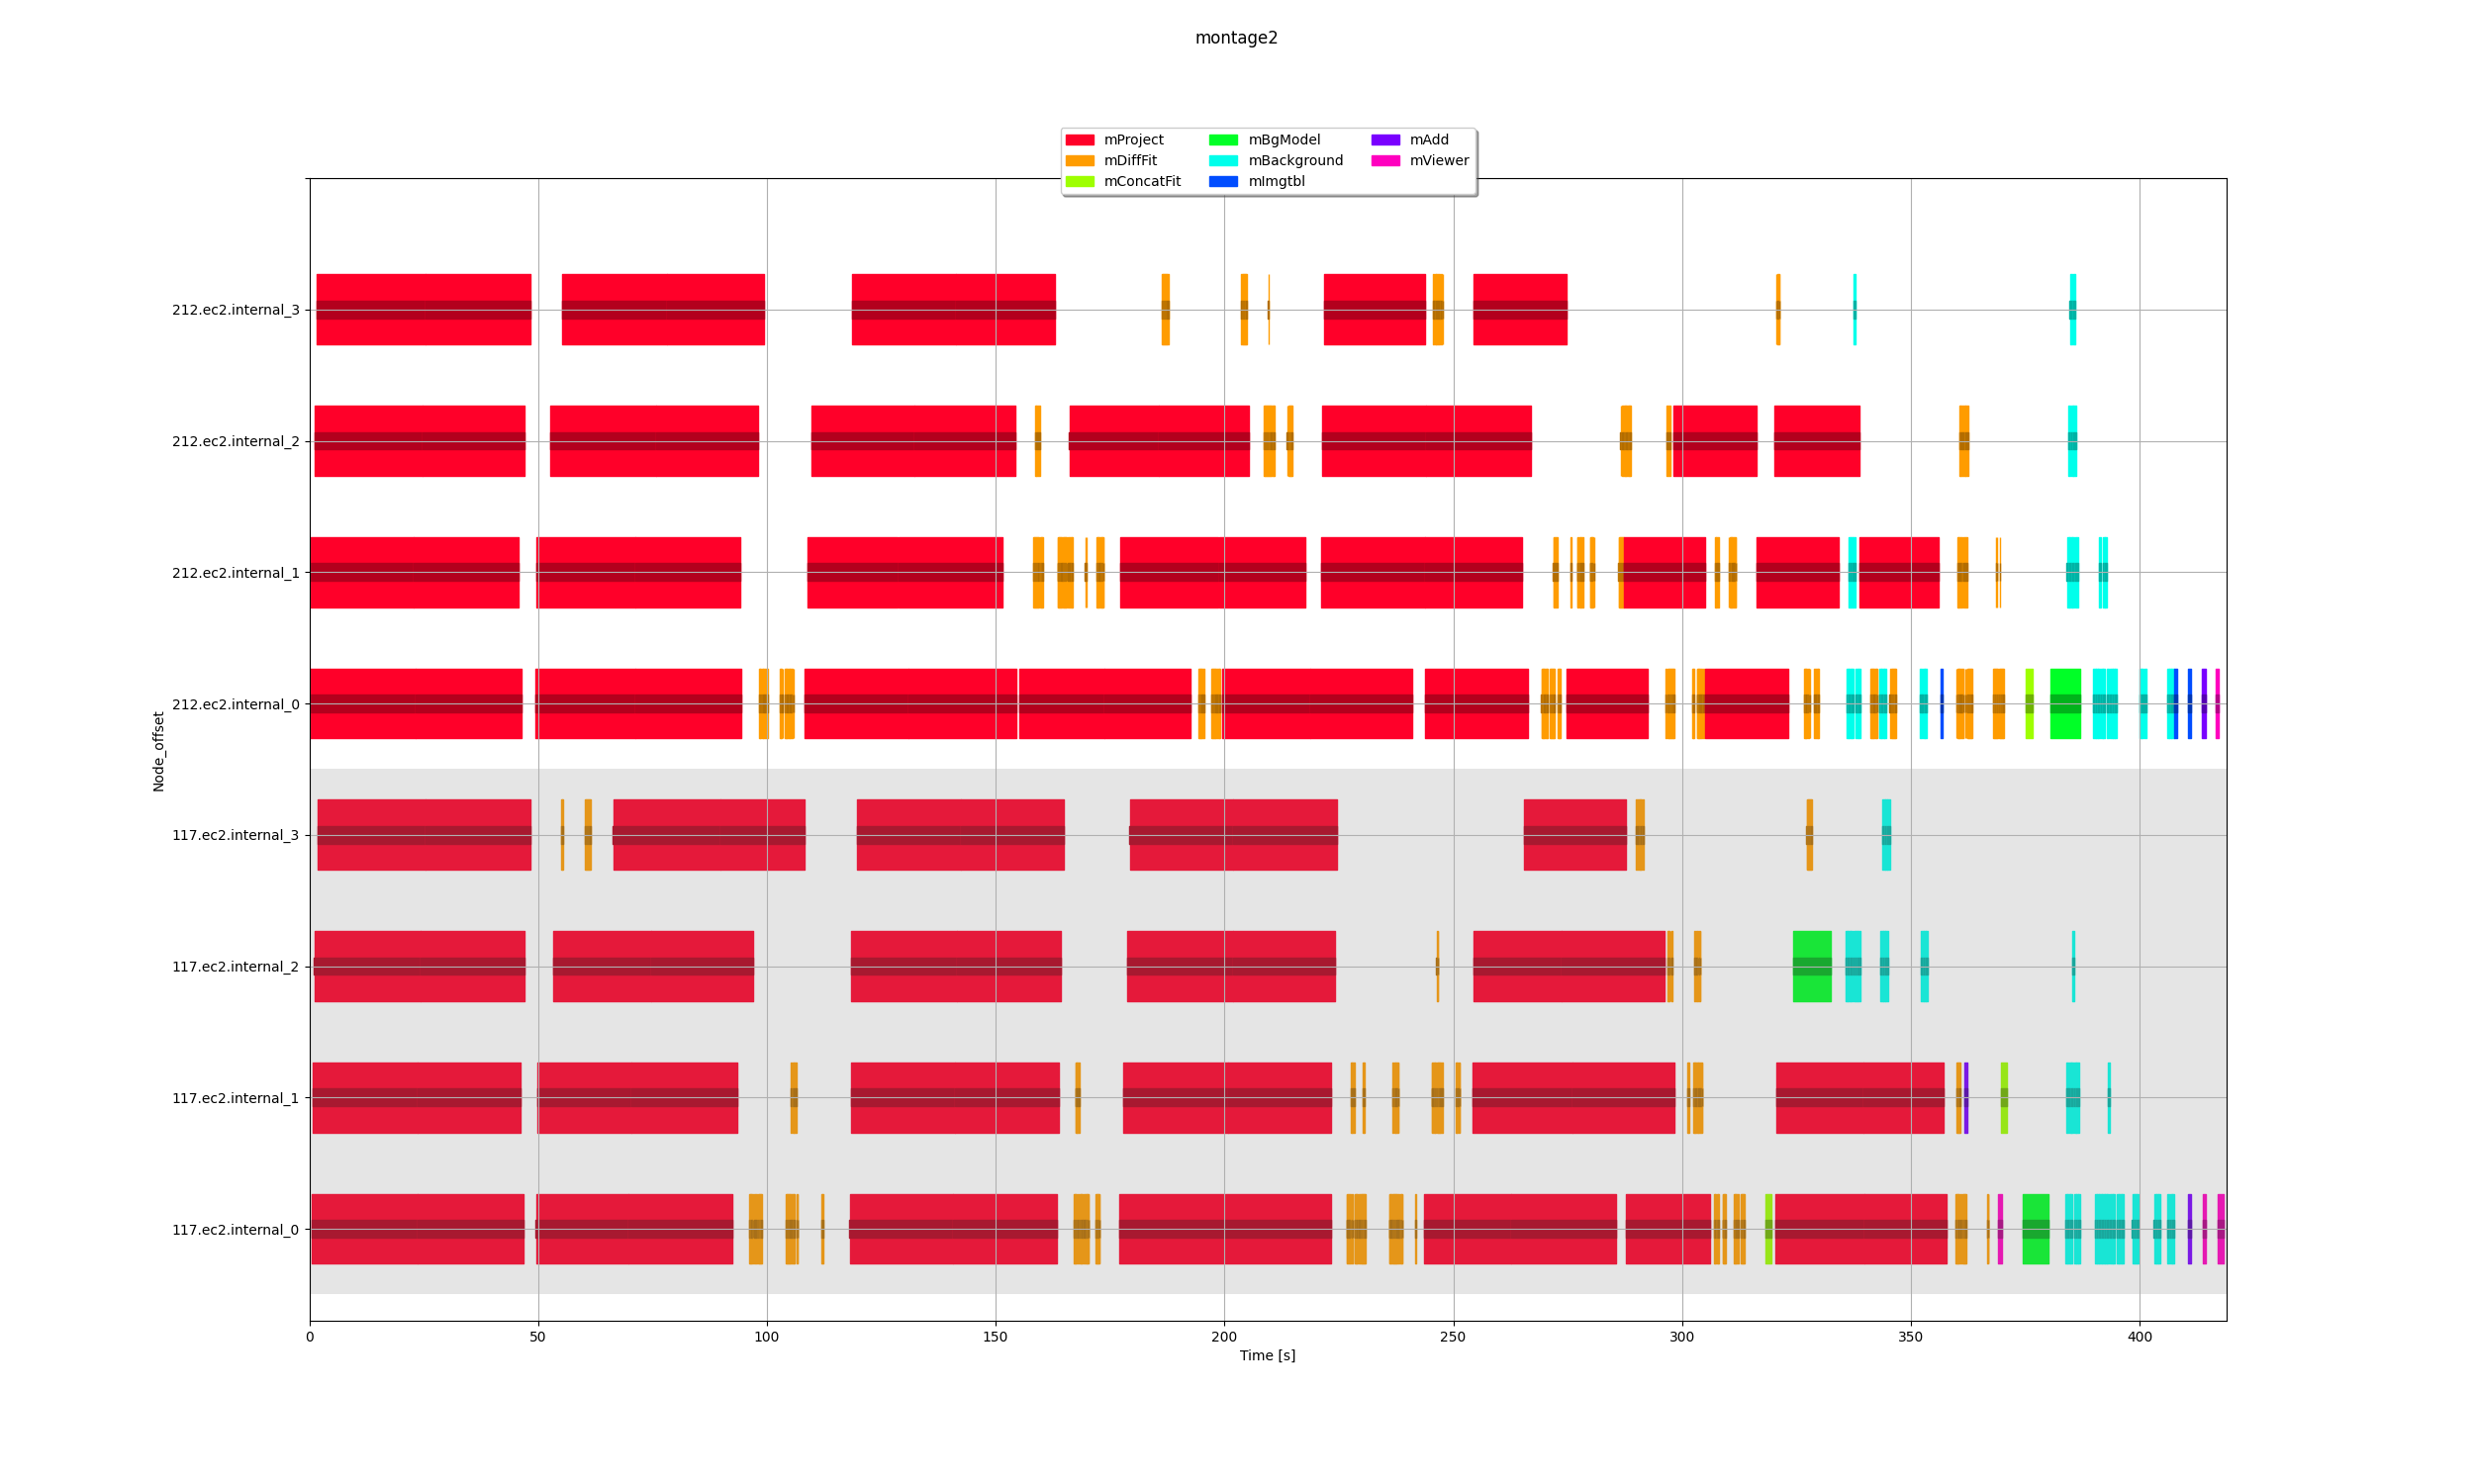 montage2
mProject mBgModel mAdd
mDiffFit mBackground mViewer
mConcatFit mImgtbl
212.ec2.internal_3
212.ec2.internal_2
212.ec2.internal_1
212.ec2.internal_0
Node_offset
117.ec2.internal_3
117.ec2.internal_2
117.ec2.internal_1
117.ec2.internal_0
0 50 100 150 200 250 300 350 400
Time [s]